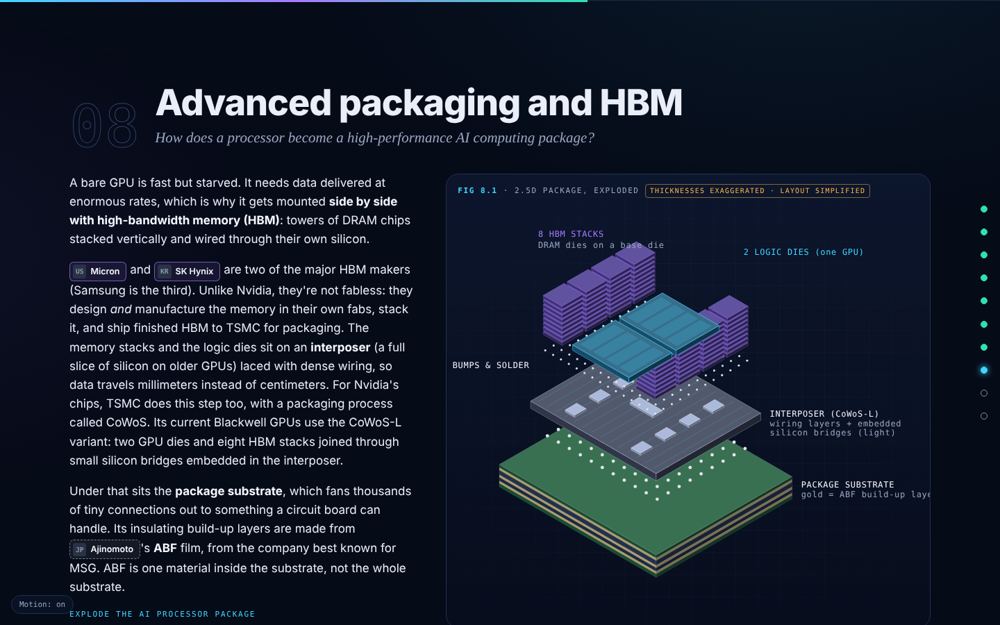 08
Advanced packaging and HBM
How does a processor become a high-performance AI computing package?
A bare GPU is fast but starved. It needs data delivered at
enormous rates, which is why it gets mounted side by side
with high-bandwidth memory (HBM): towers of DRAM chips
stacked vertically and wired through their own silicon.
US Micron and KR SK Hynix are two of the major HBM makers
(Samsung is the third). Unlike Nvidia, they're not fabless: they
design and manufacture the memory in their own fabs, stack
it, and ship finished HBM to TSMC for packaging. The
memory stacks and the logic dies sit on an interposer (a full
slice of silicon on older GPUs) laced with dense wiring, so
data travels millimeters instead of centimeters. For Nvidia's
chips, TSMC does this step too, with a packaging process
called CoWoS. Its current Blackwell GPUs use the CoWoS-L
variant: two GPU dies and eight HBM stacks joined through
small silicon bridges embedded in the interposer.
Under that sits the package substrate, which fans thousands
of tiny connections out to something a circuit board can
handle. Its insulating build-up layers are made from
JP Ajinomoto's ABF film, from the company best known for
MSG. ABF is one material inside the substrate, not the whole
substrate.
Motion: on
EXPLODE THE AI PROCESSOR PACKAGE
FIG 8.1 · 2.5D PACKAGE, EXPLODED THICKNESSES EXAGGERATED · LAYOUT SIMPLIFIED
8 HBM STACKS
DRAM dies on a base die
2 LOGIC DIES (one GPU)
BUMPS & SOLDER
INTERPOSER (CoWoS-L)
wiring layers + embedded
silicon bridges (light)
PACKAGE SUBSTRATE
gold = ABF build-up laye